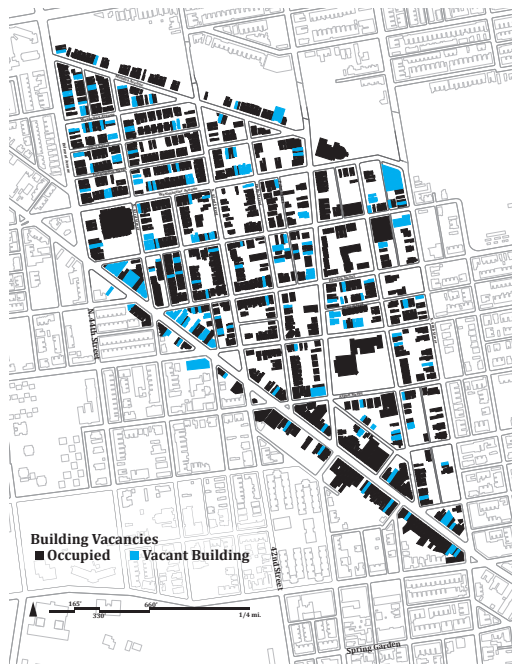 N. 44th Street
Building Vacancies
Occupied
Vacant Building
42nd Street
165'
660'
330'
1/4 mi.
Spring Garden